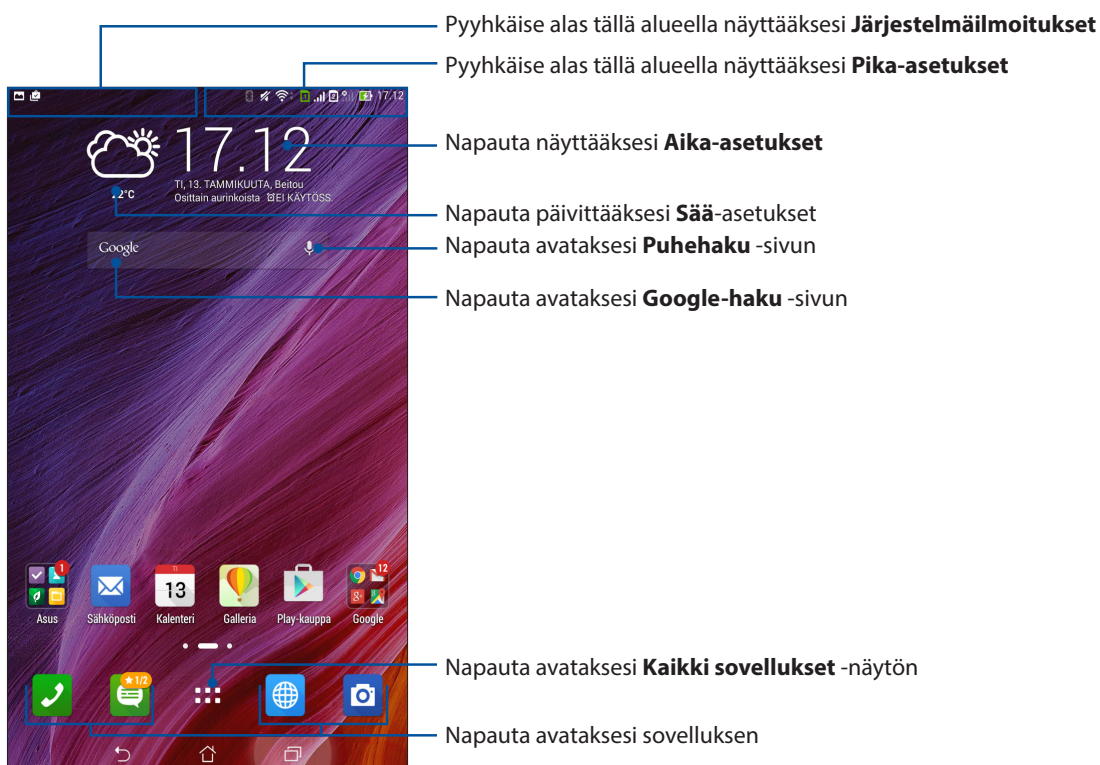 Pyyhkäise alas tällä alueella näyttääksesi Järjestelmäilmoitukset
Pyyhkäise alas tällä alueella näyttääksesi Pika-asetukset
17.12
17.12
Napauta näyttääksesi Aika-asetukset
TI, 13. TAMMIKUUTA, Beitou
Osittain aurinkoista EI KÄYTÖSS.
2°C
Napauta päivittääksesi Sää-asetukset
Google
Napauta avataksesi Puhehaku -sivun
Napauta avataksesi Google-haku -sivun
1
TI
13
12
Asus Sähköposti Kalenteri Galleria Play-kauppa Google
Napauta avataksesi Kaikki sovellukset -näytön
1/2
Napauta avataksesi sovelluksen